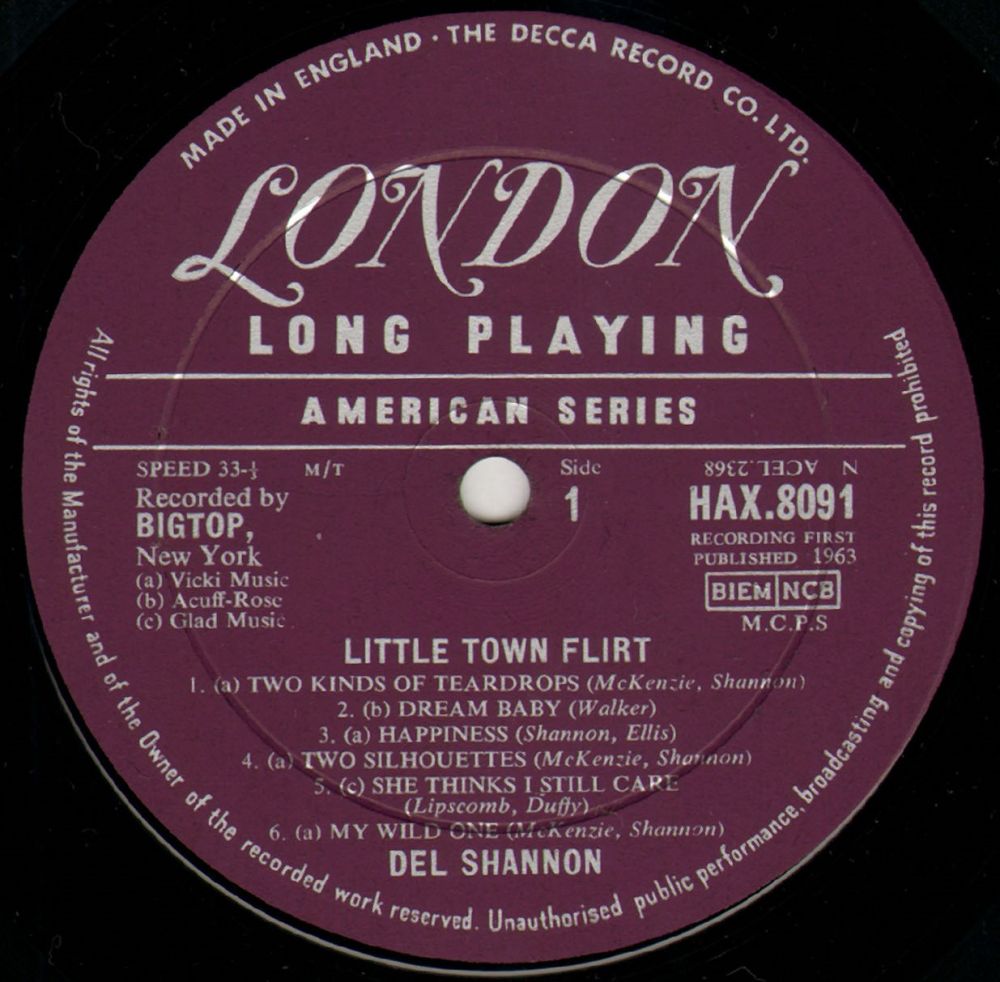 MADE IN ENGLAND · THE DECCA RECORD CO. LTD.
LONDON
LONG PLAYING
AMERICAN SERIES
SPEED 33-⅓ M/T
Recorded by
BIGTOP,
New York
(a) Vicki Music
(b) Acuff-Rose
(c) Glad Music
Side
1
N ACEL.2368
HAX.8091
RECORDING FIRST
PUBLISHED 1963
BIEM NCB
M.C.P.S
LITTLE TOWN FLIRT
1. (a) TWO KINDS OF TEARDROPS (McKenzie, Shannon)
2. (b) DREAM BABY (Walker)
3. (a) HAPPINESS (Shannon, Ellis)
4. (a) TWO SILHOUETTES (McKenzie, Shannon)
5. (c) SHE THINKS I STILL CARE
(Lipscomb, Duffy)
6. (a) MY WILD ONE (McKenzie, Shannon)
DEL SHANNON
All rights of the Manufacturer and of the Owner of the recorded work reserved. Unauthorised public performance, broadcasting and copying of this record prohibited